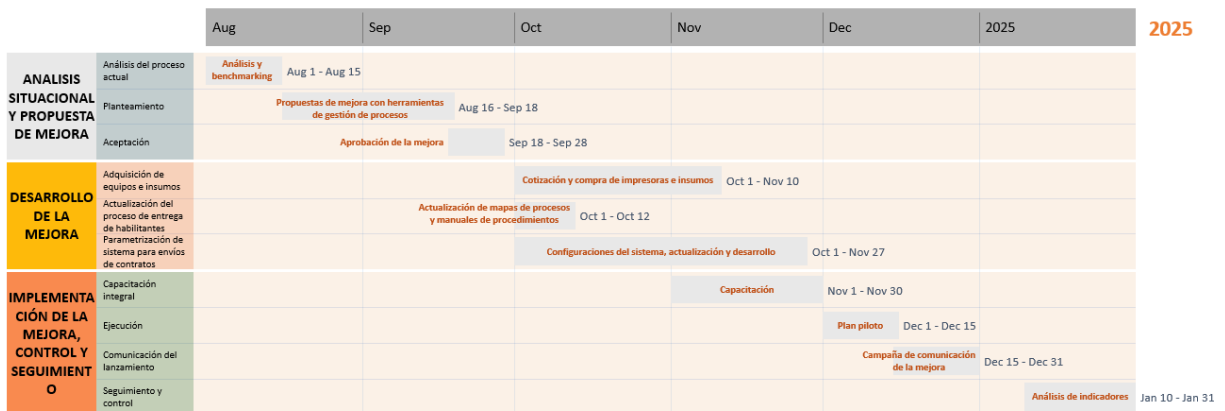 Aug Sep Oct Nov Dec 2025 2025
ANALISIS
SITUACIONAL
Y PROPUESTA
DE MEJORA
Análisis del proceso
actual
Análisis y
benchmarking
Aug 1 - Aug 15
Planteamiento
Propuestas de mejora con herramientas
de gestión de procesos
Aug 16 - Sep 18
Aceptación
Aprobación de la mejora
Sep 18 - Sep 28
DESARROLLO
DE LA
MEJORA
Adquisición de
equipos e insumos
Cotización y compra de impresoras e insumos
Oct 1 - Nov 10
Actualización del
proceso de entrega
de habilitantes
Actualización de mapas de procesos
y manuales de procedimientos
Oct 1 - Oct 12
Parametrización de
sistema para envíos
de contratos
Configuraciones del sistema, actualización y desarrollo
Oct 1 - Nov 27
IMPLEMENTA
CIÓN DE LA
MEJORA,
CONTROL Y
SEGUIMIENT
O
Capacitación
integral
Capacitación
Nov 1 - Nov 30
Ejecución
Plan piloto
Dec 1 - Dec 15
Comunicación del
lanzamiento
Campaña de comunicación
de la mejora
Dec 15 - Dec 31
Seguimiento y
control
Análisis de indicadores
Jan 10 - Jan 31